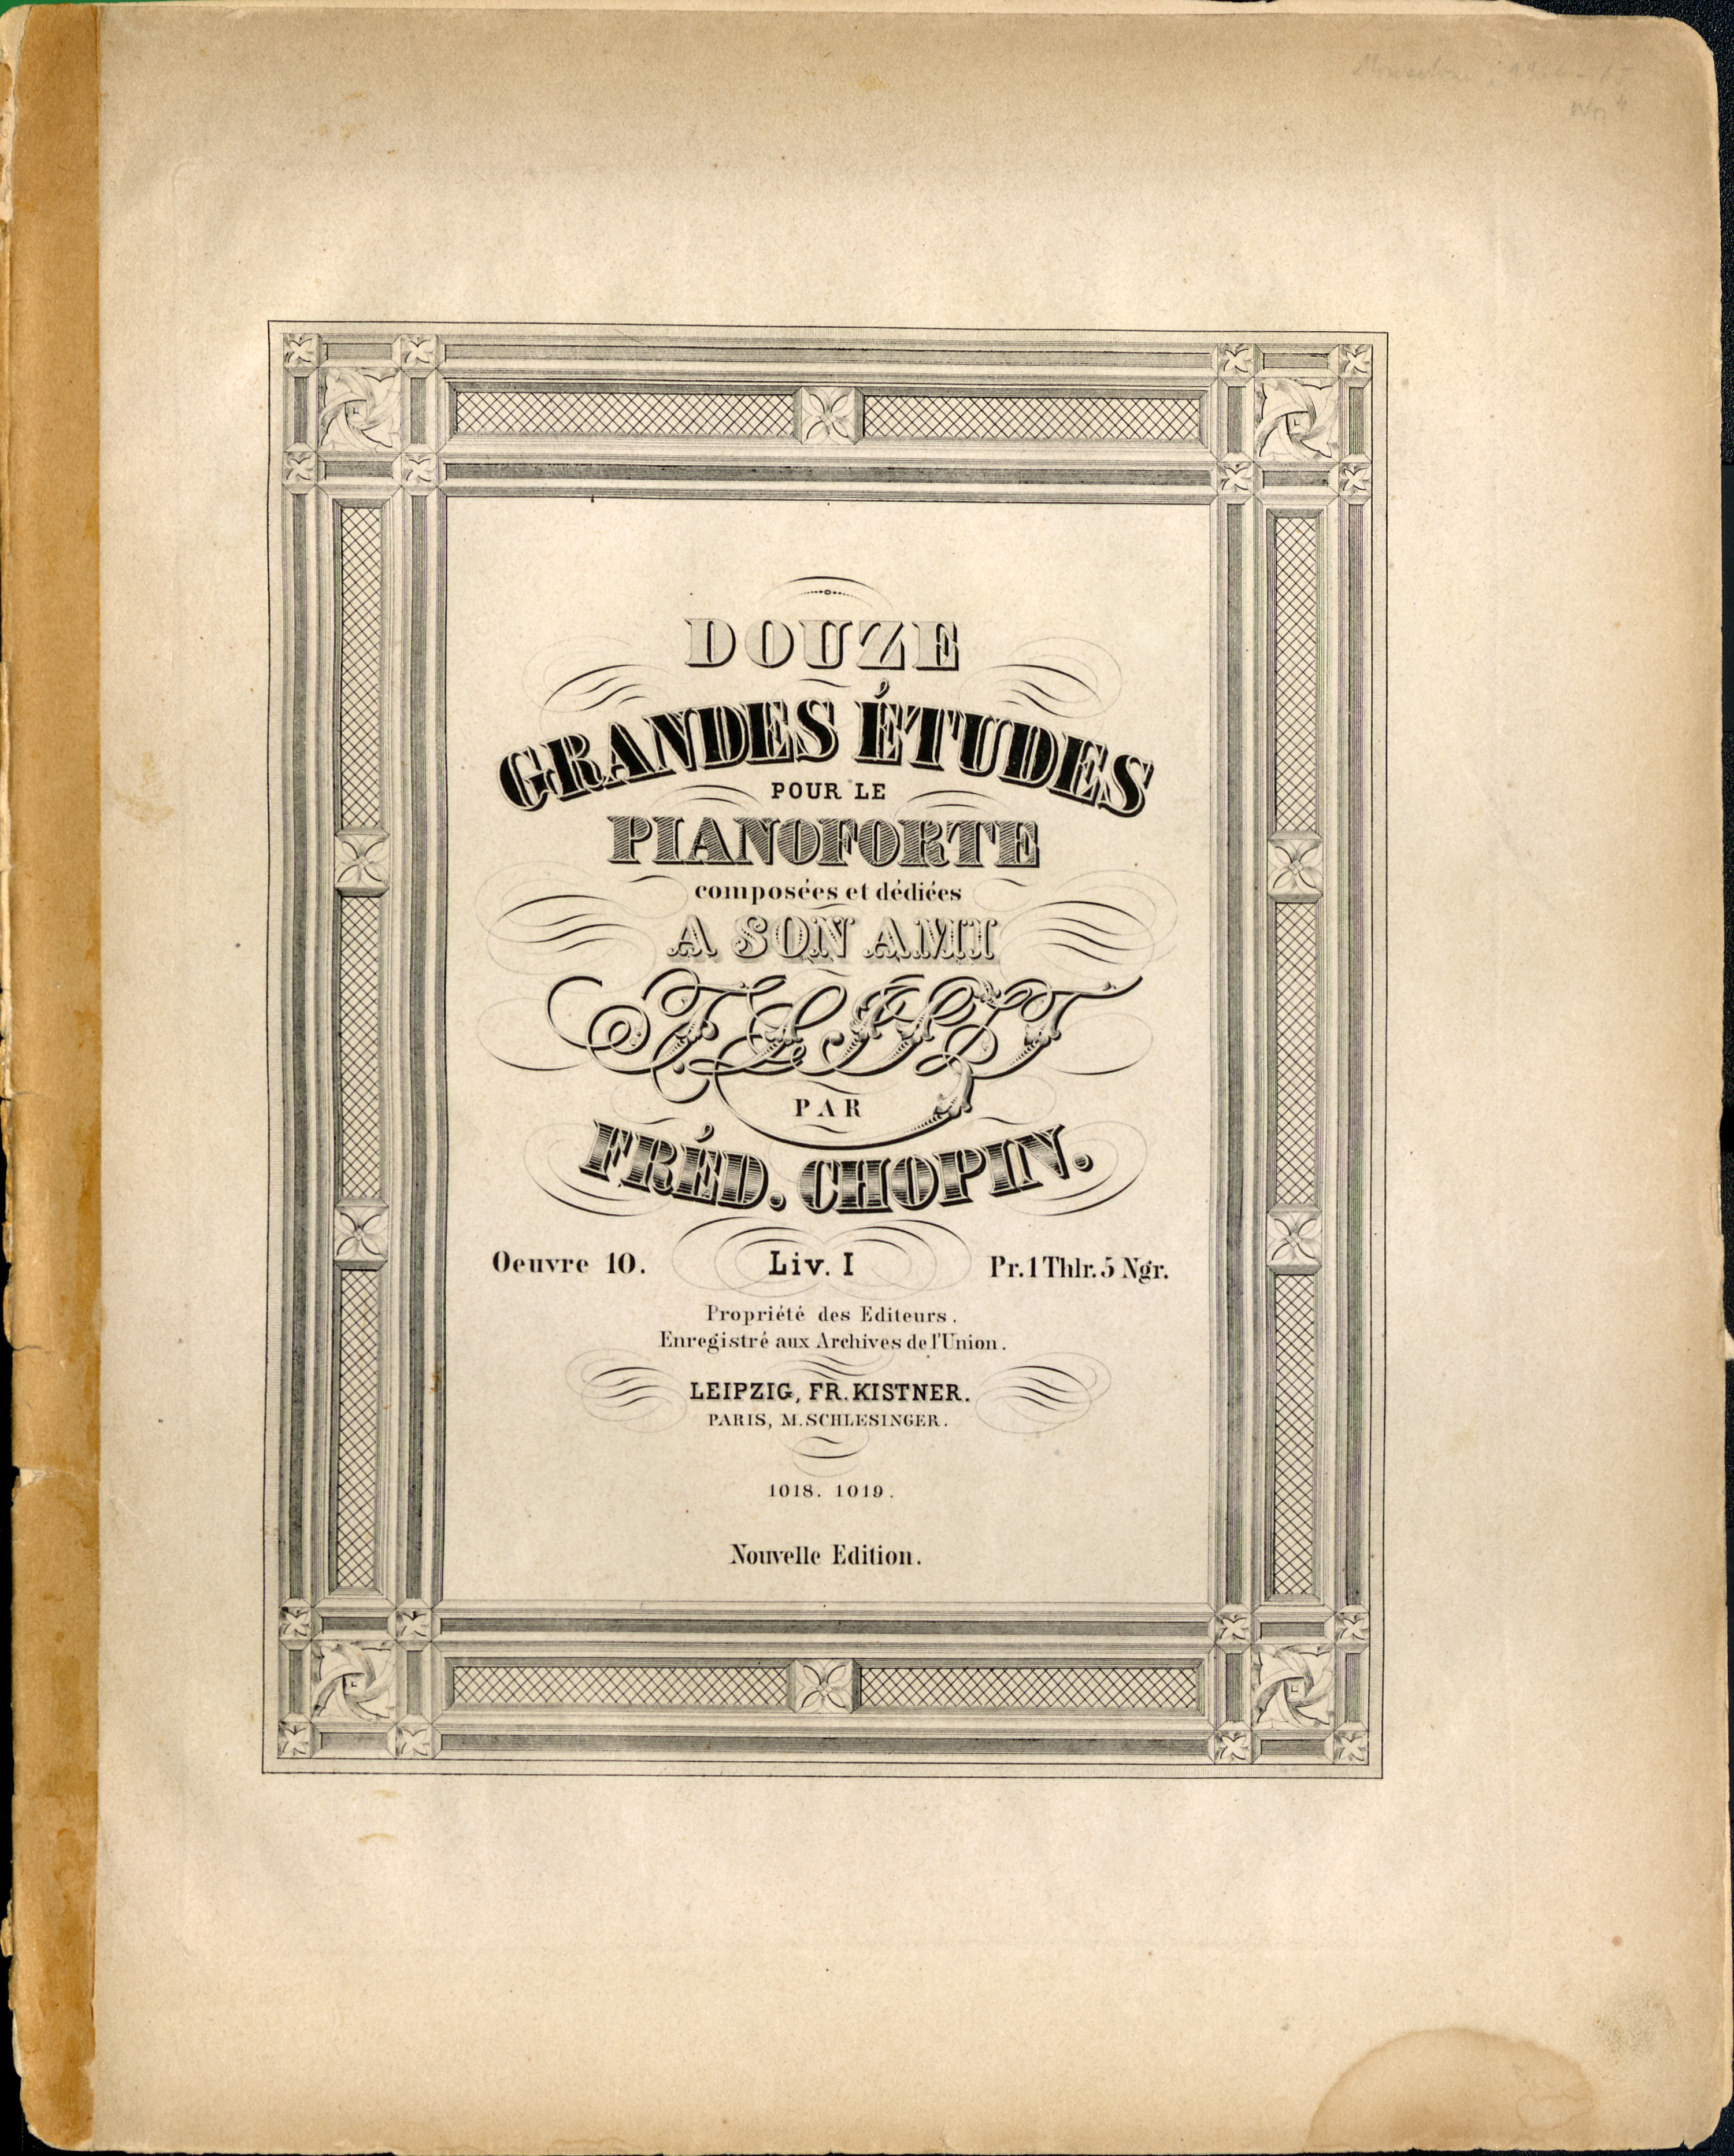 DOUZE
GRANDES ÉTUDES
POUR LE
PIANOFORTE
composées et dédiées
A SON AMI
F. LISZT
PAR
FRÉD. CHOPIN.
Oeuvre 10. Liv. I Pr. 1 Thlr. 5 Ngr.
Propriété des Editeurs.
Enregistré aux Archives de l'Union.
LEIPZIG, FR. KISTNER.
PARIS, M. SCHLESINGER.
1018. 1019.
Nouvelle Edition.